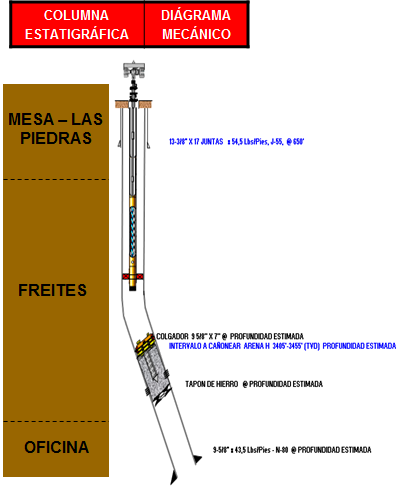 COLUMNA ESTATIGRÁFICA
DIÁGRAMA MECÁNICO
MESA – LAS PIEDRAS
13-3/8" X 17 JUNTAS x 54,5 Lbs/Pies, J-55, @ 650'
FREITES
COLGADOR 9 5/8" X 7" @ PROFUNDIDAD ESTIMADA
INTERVALO A CAÑONEAR ARENA H 3405'-3455' (TVD) PROFUNDIDAD ESTIMADA
TAPON DE HIERRO @ PROFUNDIDAD ESTIMADA
OFICINA
9-5/8" x 43,5 Lbs/Pies - N-80 @ PROFUNDIDAD ESTIMADA